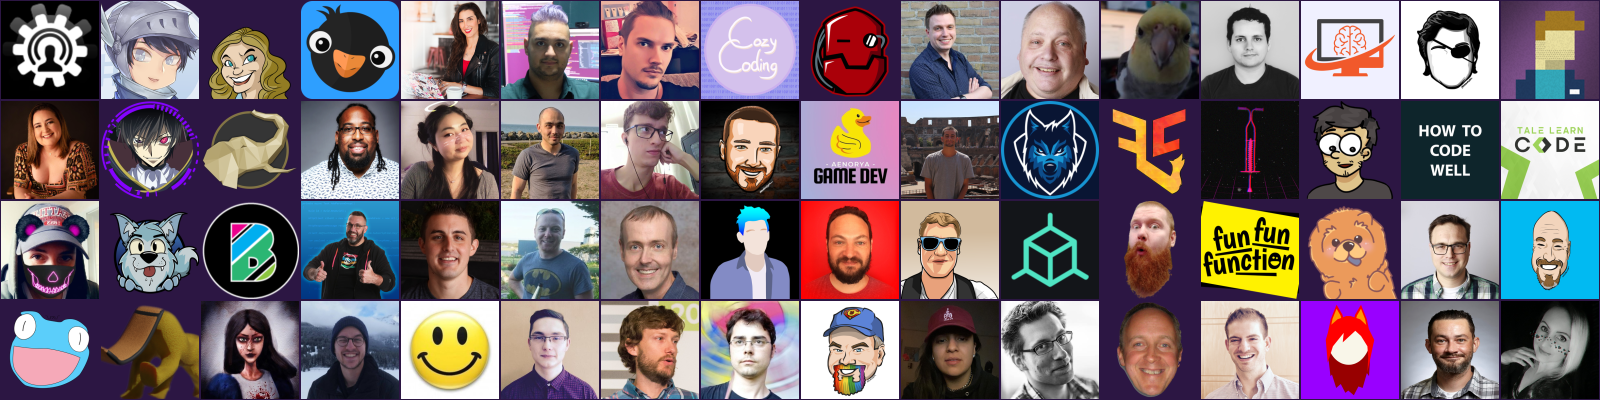 Cozy
Coding
- AENORYA -
GAME DEV
HOW TO
CODE
WELL
TALE LEARN
CODE
B
fun fun
function